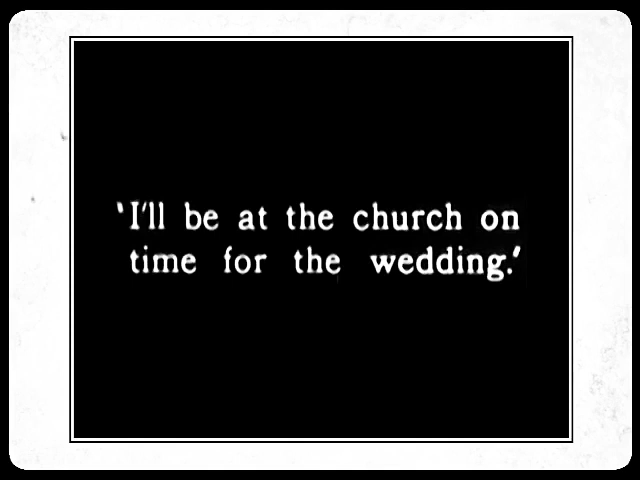 'I'll be at the church on
time for the wedding.'